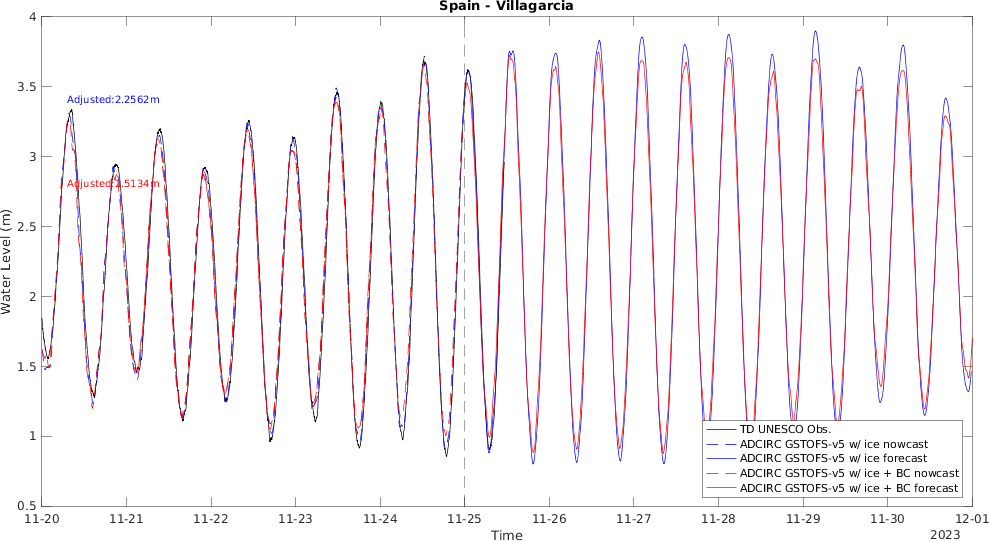 Spain - Villagarcia
Water Level (m)
4
3.5
3
2.5
2
1.5
1
0.5
Adjusted:2.2562m
Adjusted:2.5134m
TD UNESCO Obs.
ADCIRC GSTOFS-v5 w/ ice nowcast
ADCIRC GSTOFS-v5 w/ ice forecast
ADCIRC GSTOFS-v5 w/ ice + BC nowcast
ADCIRC GSTOFS-v5 w/ ice + BC forecast
11-20 11-21 11-22 11-23 11-24 11-25 11-26 11-27 11-28 11-29 11-30 12-01
Time
2023